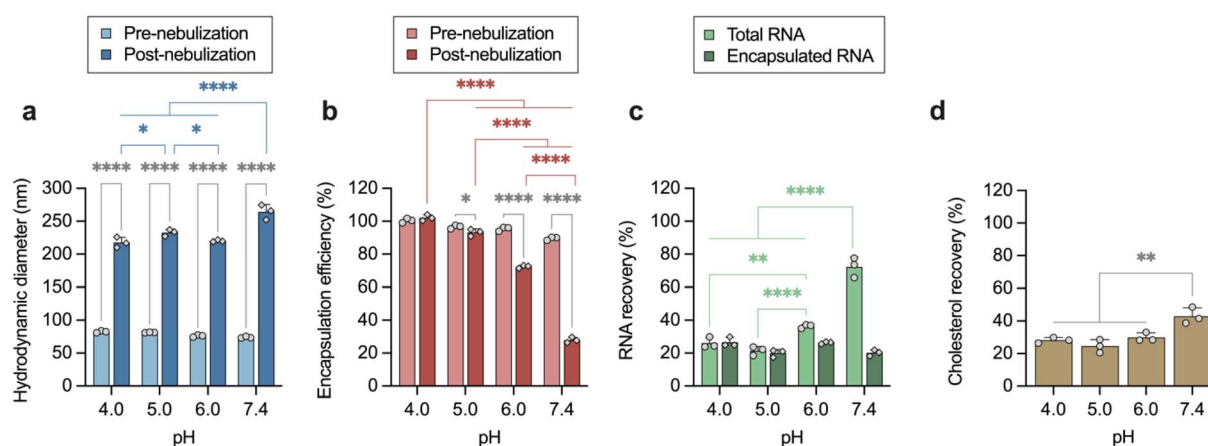 Pre-nebulization
Post-nebulization
Pre-nebulization
Post-nebulization
Total RNA
Encapsulated RNA
a
****
*
*
****
****
****
****
Hydrodynamic diameter (nm)
300
250
200
150
100
50
0
4.0 5.0 6.0 7.4
pH
b
****
****
****
*
****
****
Encapsulation efficiency (%)
120
100
80
60
40
20
0
4.0 5.0 6.0 7.4
pH
c
****
**
****
RNA recovery (%)
120
100
80
60
40
20
0
4.0 5.0 6.0 7.4
pH
d
**
Cholesterol recovery (%)
120
100
80
60
40
20
0
4.0 5.0 6.0 7.4
pH